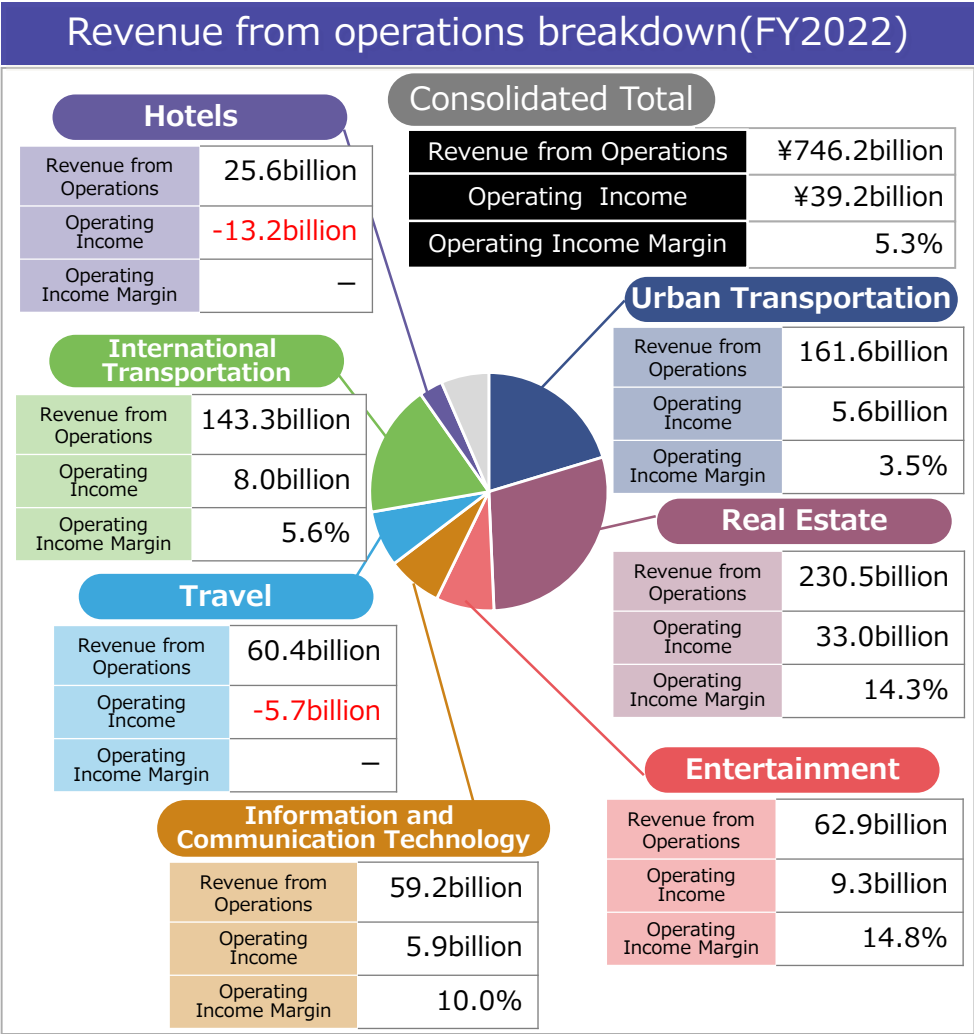 Revenue from operations breakdown(FY2022)
Consolidated Total
Revenue from Operations ¥746.2billion
Operating Income ¥39.2billion
Operating Income Margin 5.3%
Hotels
Revenue from
Operations
25.6billion
Operating
Income
-13.2billion
Operating
Income Margin
–
Urban Transportation
Revenue from
Operations
161.6billion
Operating
Income
5.6billion
Operating
Income Margin
3.5%
International
Transportation
Revenue from
Operations
143.3billion
Operating
Income
8.0billion
Operating
Income Margin
5.6%
Real Estate
Revenue from
Operations
230.5billion
Operating
Income
33.0billion
Operating
Income Margin
14.3%
Travel
Revenue from
Operations
60.4billion
Operating
Income
-5.7billion
Operating
Income Margin
–
Entertainment
Revenue from
Operations
62.9billion
Operating
Income
9.3billion
Operating
Income Margin
14.8%
Information and
Communication Technology
Revenue from
Operations
59.2billion
Operating
Income
5.9billion
Operating
Income Margin
10.0%